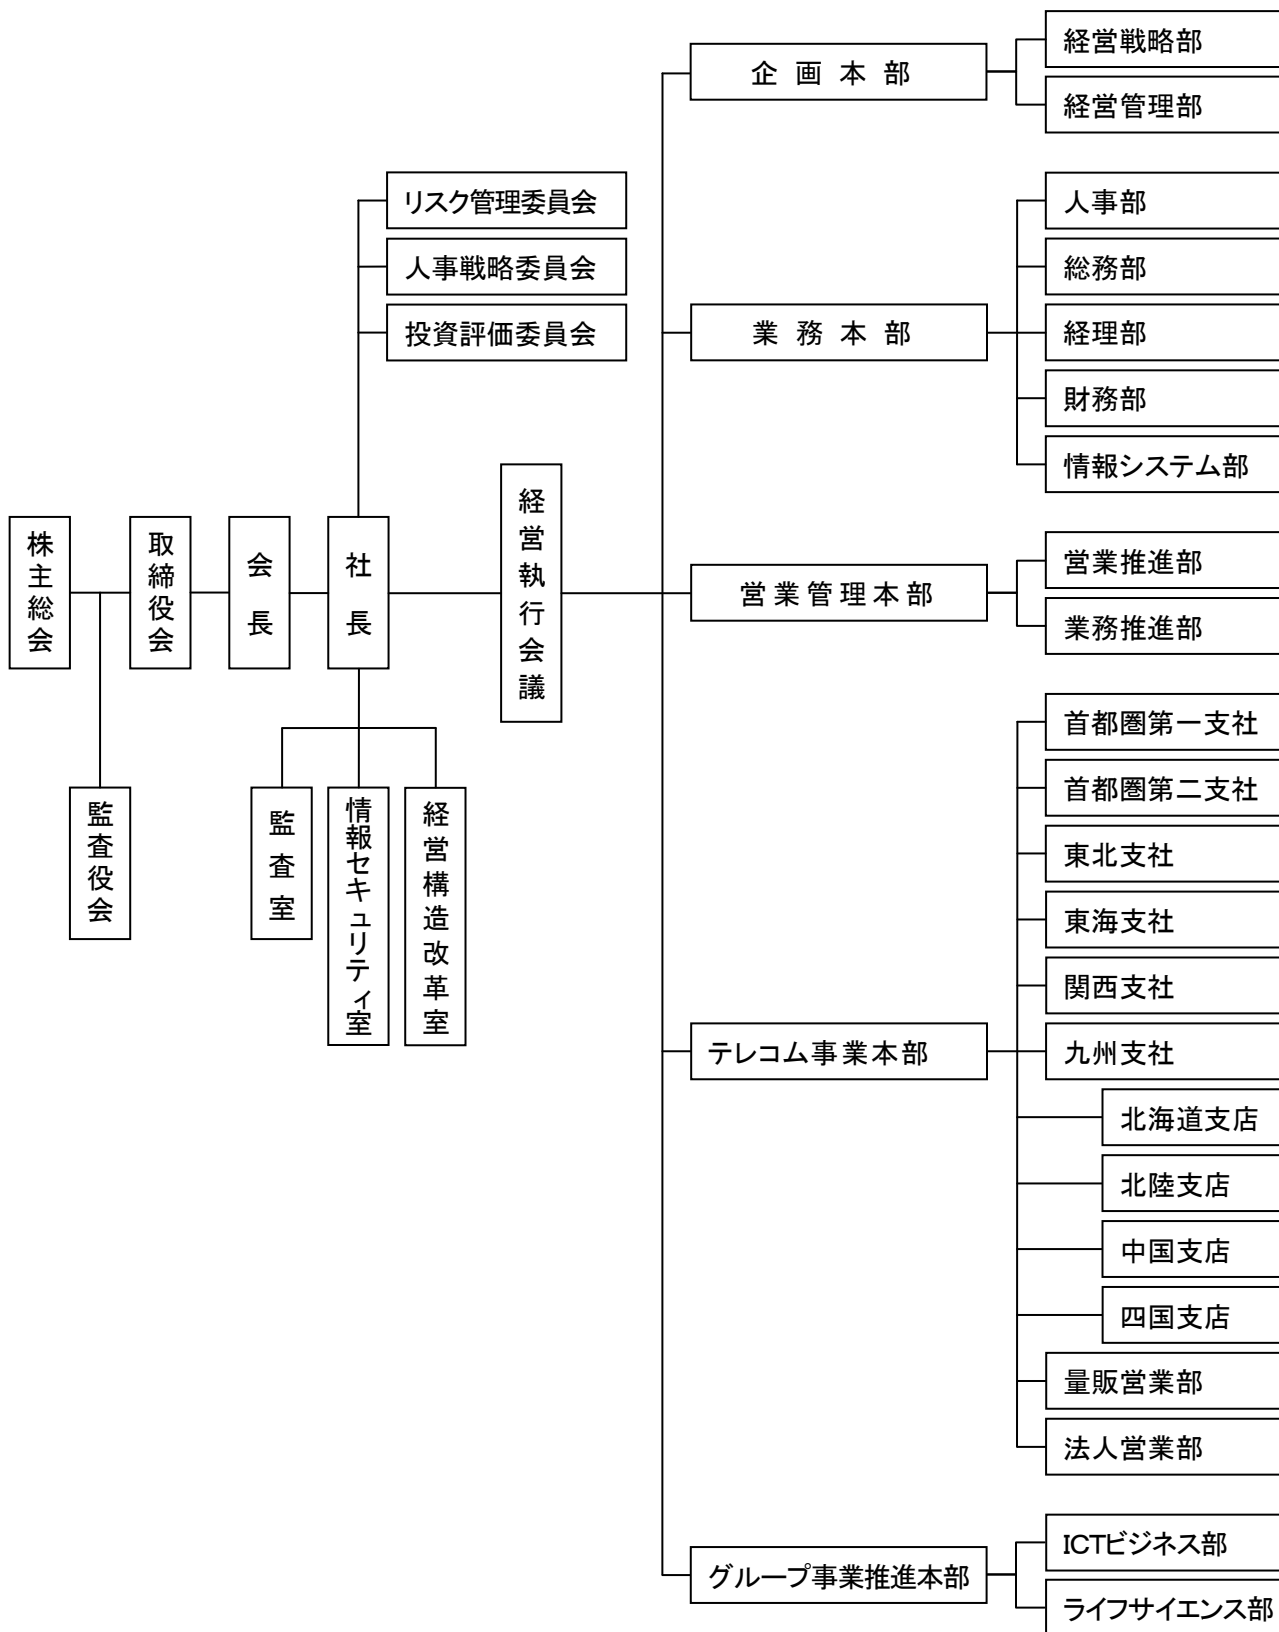 株主総会
監査役会
取締役会
会長
社長
リスク管理委員会
人事戦略委員会
投資評価委員会
監査室
情報セキュリティ室
経営構造改革室
経営執行会議
企画本部
経営戦略部
経営管理部
業務本部
人事部
総務部
経理部
財務部
情報システム部
営業管理本部
営業推進部
業務推進部
テレコム事業本部
首都圏第一支社
首都圏第二支社
東北支社
東海支社
関西支社
九州支社
北海道支店
北陸支店
中国支店
四国支店
量販営業部
法人営業部
グループ事業推進本部
ICTビジネス部
ライフサイエンス部